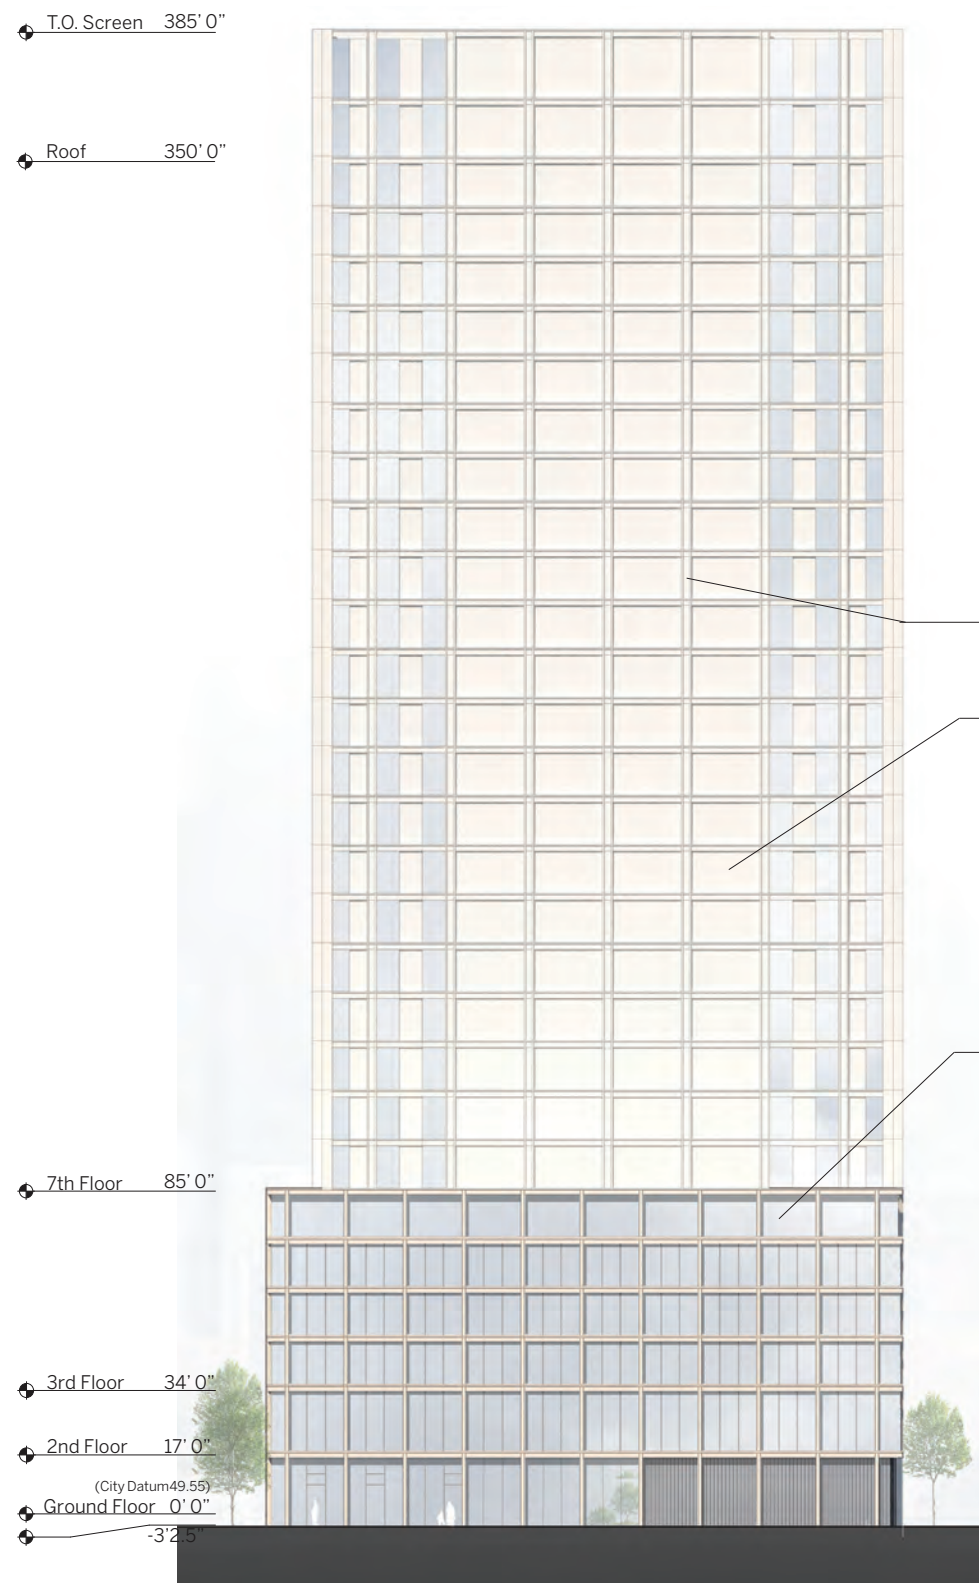 T.O. Screen 385' 0"
Roof 350' 0"
7th Floor 85' 0"
3rd Floor 34' 0"
2nd Floor 17' 0"
(City Datum49.55)
Ground Floor 0' 0"
-3'2.5"